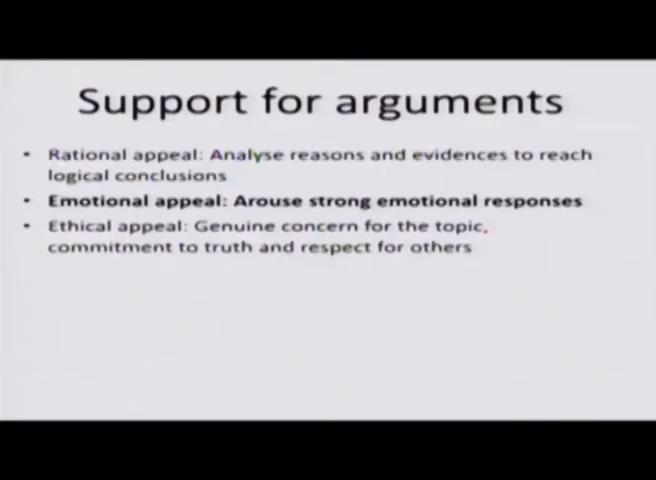 Support for arguments
• Rational appeal: Analyse reasons and evidences to reach
logical conclusions
• Emotional appeal: Arouse strong emotional responses
• Ethical appeal: Genuine concern for the topic,
commitment to truth and respect for others